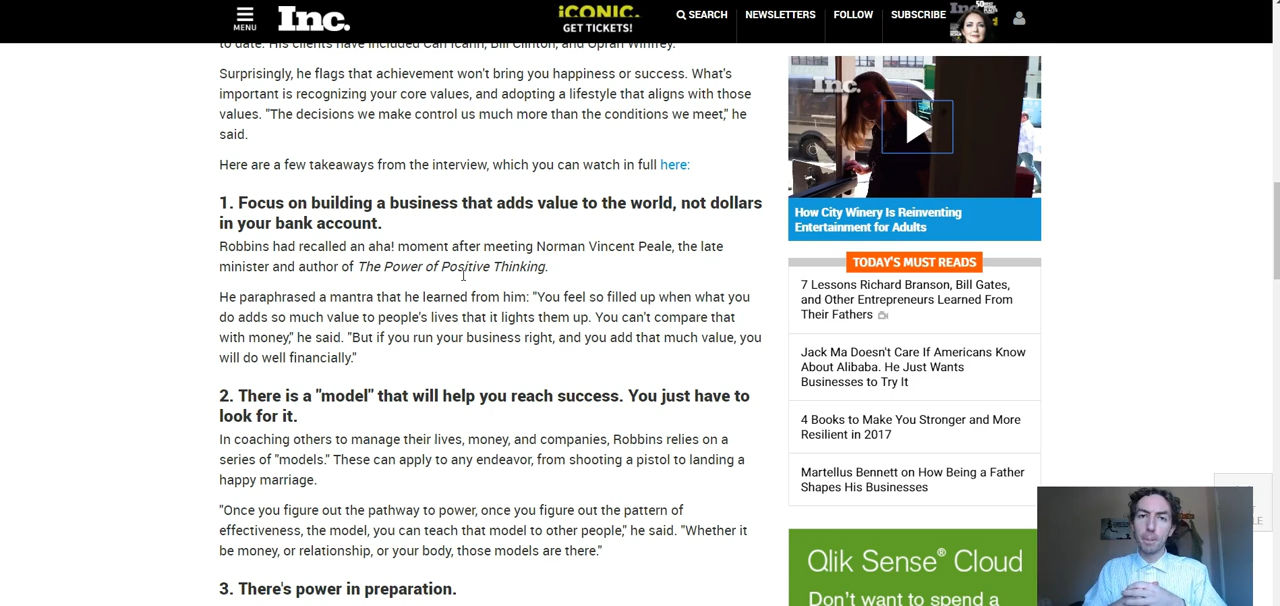 MENU
Inc.
iCONIC.
GET TICKETS!
SEARCH
NEWSLETTERS
FOLLOW
SUBSCRIBE
Inc.
50
to date. His clients have included Carl Icahn, Bill Clinton, and Oprah Winfrey.
Surprisingly, he flags that achievement won't bring you happiness or success. What's
important is recognizing your core values, and adopting a lifestyle that aligns with those
values. "The decisions we make control us much more than the conditions we meet," he
said.
Here are a few takeaways from the interview, which you can watch in full here:
1. Focus on building a business that adds value to the world, not dollars
in your bank account.
Robbins had recalled an aha! moment after meeting Norman Vincent Peale, the late
minister and author of The Power of Positive Thinking.
He paraphrased a mantra that he learned from him: "You feel so filled up when what you
do adds so much value to people's lives that it lights them up. You can't compare that
with money," he said. "But if you run your business right, and you add that much value, you
will do well financially."
2. There is a "model" that will help you reach success. You just have to
look for it.
In coaching others to manage their lives, money, and companies, Robbins relies on a
series of "models." These can apply to any endeavor, from shooting a pistol to landing a
happy marriage.
"Once you figure out the pathway to power, once you figure out the pattern of
effectiveness, the model, you can teach that model to other people," he said. "Whether it
be money, or relationship, or your body, those models are there."
3. There's power in preparation.
Inc.
How City Winery Is Reinventing
Entertainment for Adults
TODAY'S MUST READS
7 Lessons Richard Branson, Bill Gates,
and Other Entrepreneurs Learned From
Their Fathers
Jack Ma Doesn't Care If Americans Know
About Alibaba. He Just Wants
Businesses to Try It
4 Books to Make You Stronger and More
Resilient in 2017
Martellus Bennett on How Being a Father
Shapes His Businesses
Qlik Sense® Cloud
Don't want to spend a